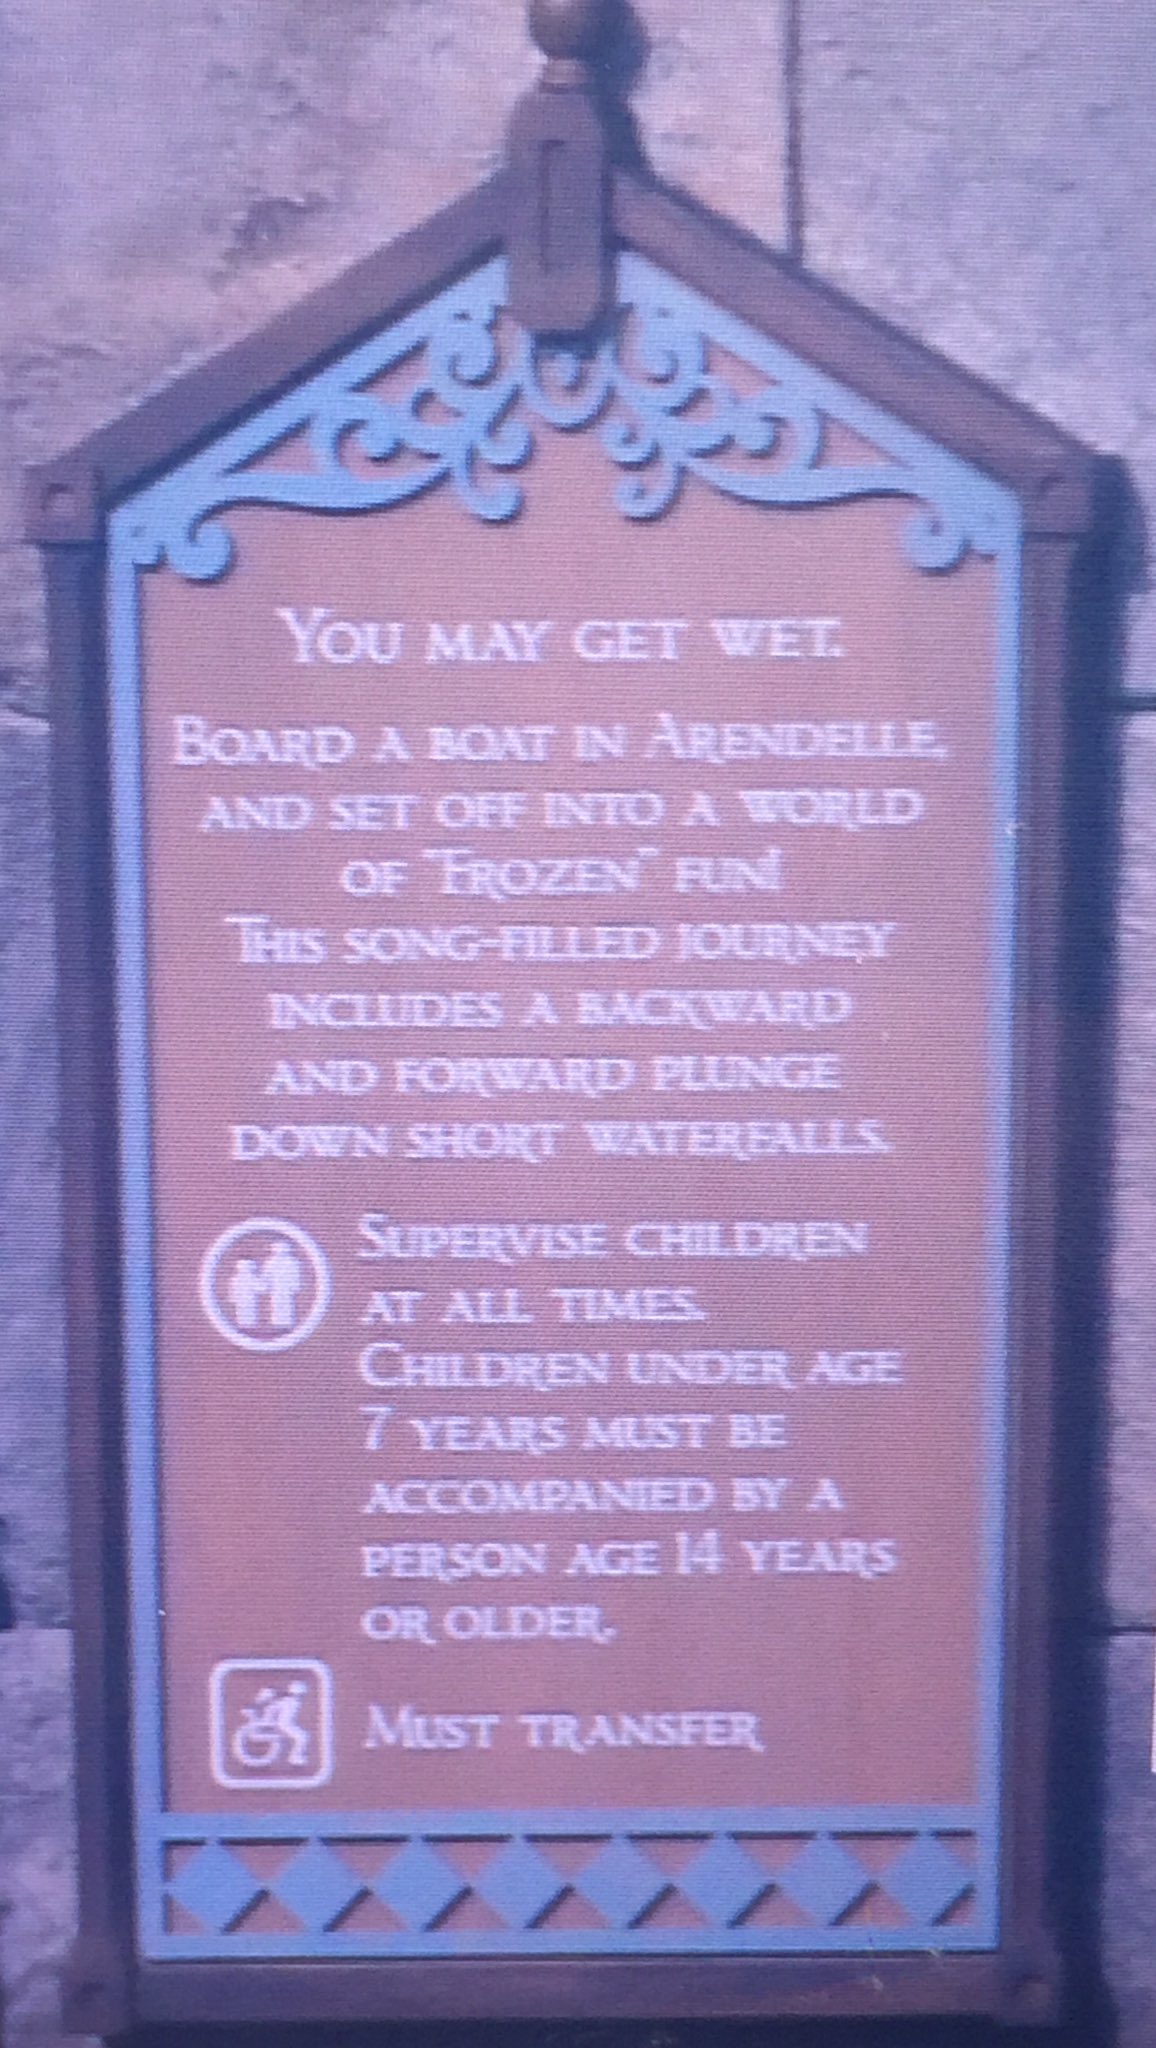 You may get wet.
Board a boat in Arendelle,
and set off into a world
of "Frozen" fun!
This song-filled journey
includes a backward
and forward plunge
down short waterfalls.
Supervise children
at all times.
Children under age
7 years must be
accompanied by a
person age 14 years
or older.
Must transfer